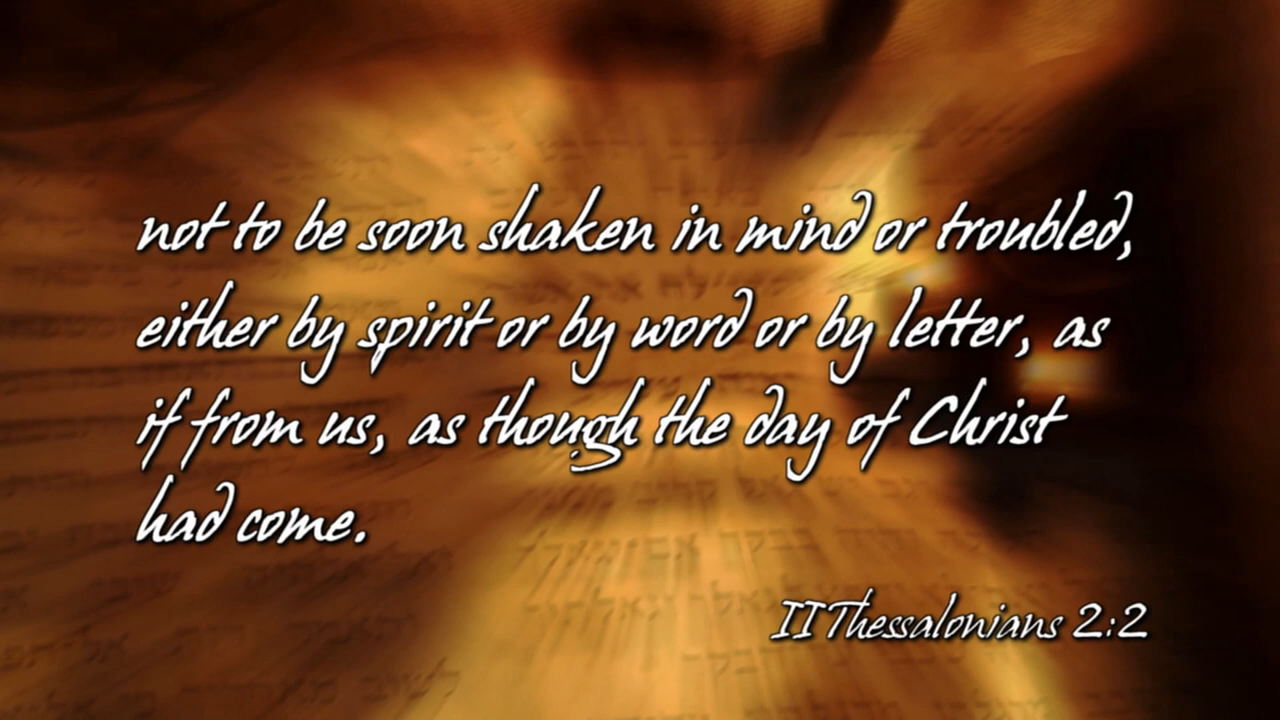 not to be soon shaken in mind or troubled,
either by spirit or by word or by letter, as
if from us, as though the day of Christ
had come.
II Thessalonians 2:2